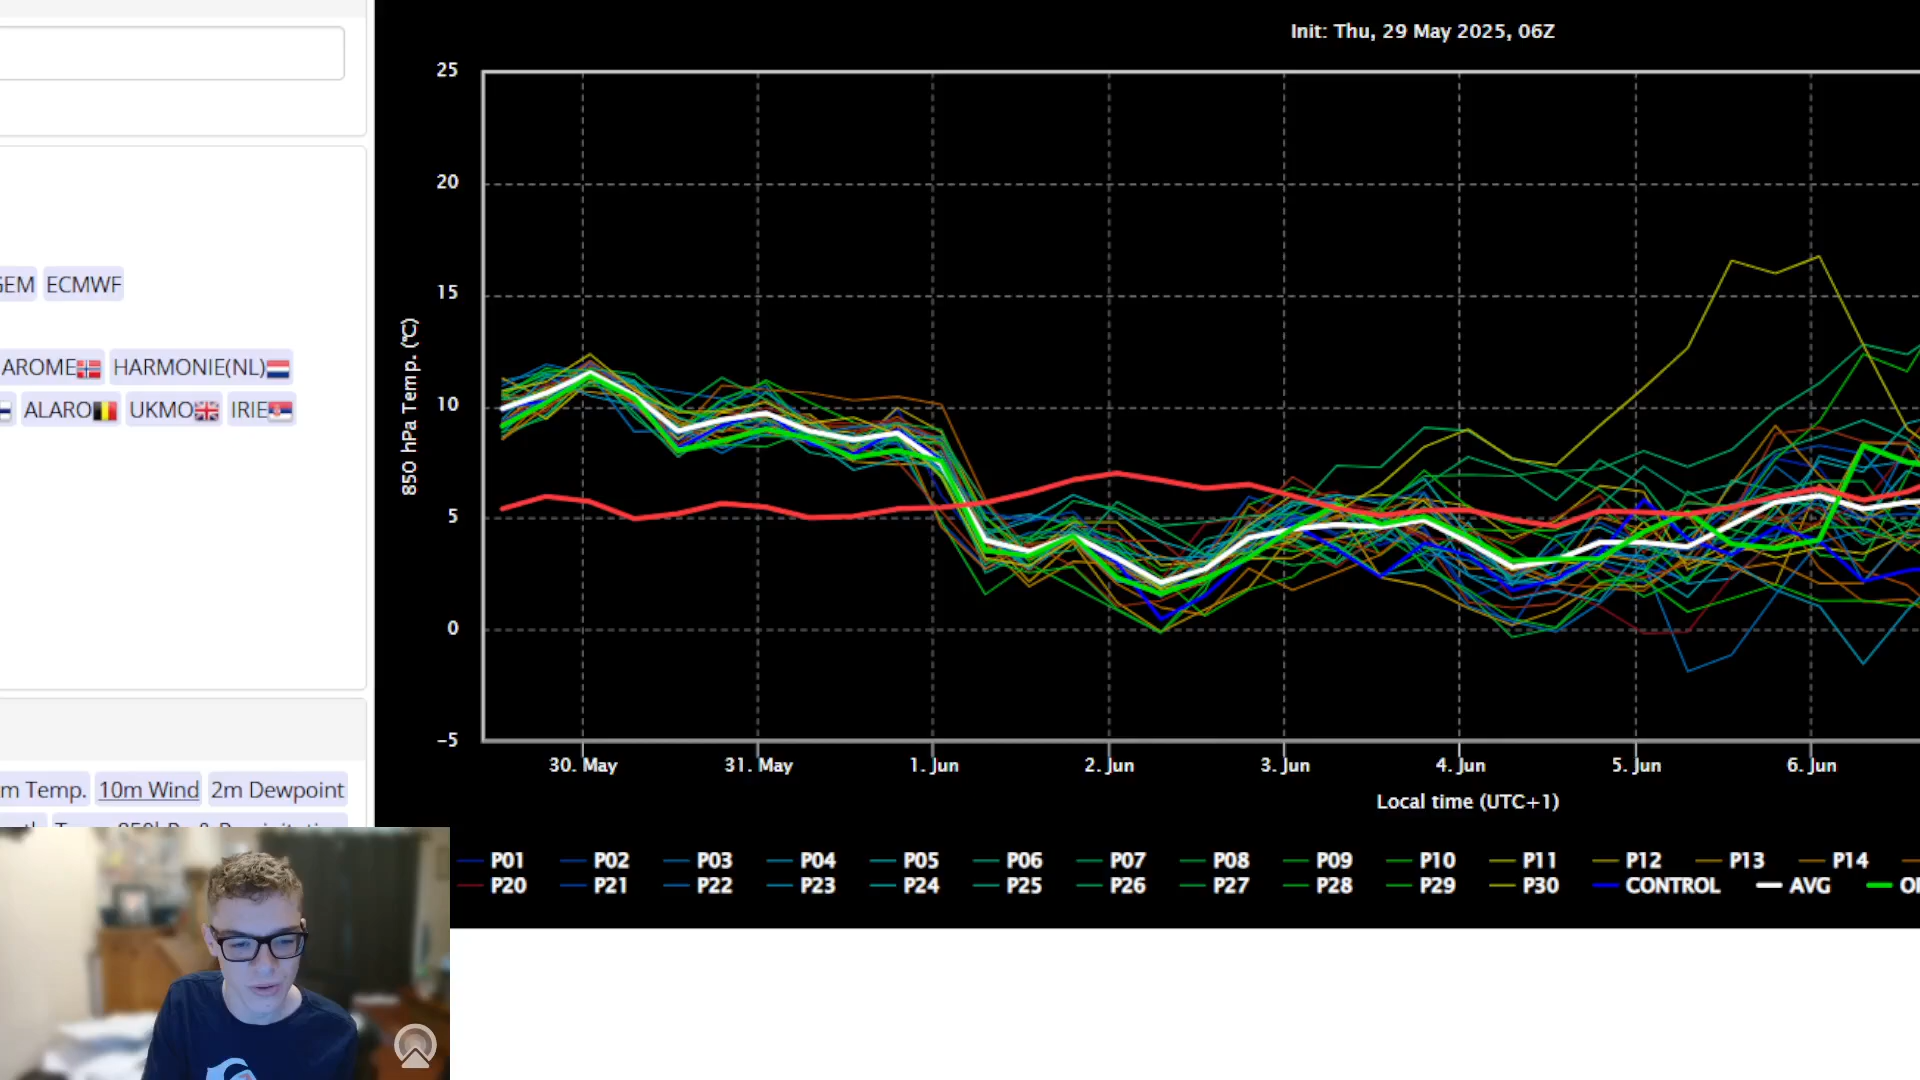 Init: Thu, 29 May 2025, 06Z
25
20
15
10
5
0
-5
850 hPa Temp. (°C)
30. May 31. May 1. Jun 2. Jun 3. Jun 4. Jun 5. Jun 6. Jun
Local time (UTC+1)
GEM ECMWF
AROME HARMONIE(NL)
ALARO UKMO IRIE
m Temp. 10m Wind 2m Dewpoint
P01 P02 P03 P04 P05 P06 P07 P08 P09 P10 P11 P12 P13 P14
P20 P21 P22 P23 P24 P25 P26 P27 P28 P29 P30 CONTROL AVG